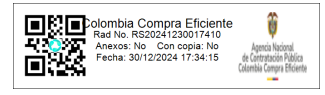 Colombia Compra Eficiente
Rad No. RS20241230017410
Anexos: No Con copia: No
Fecha: 30/12/2024 17:34:15
Agencia Nacional
de Contratación Pública
Colombia Compra Eficiente